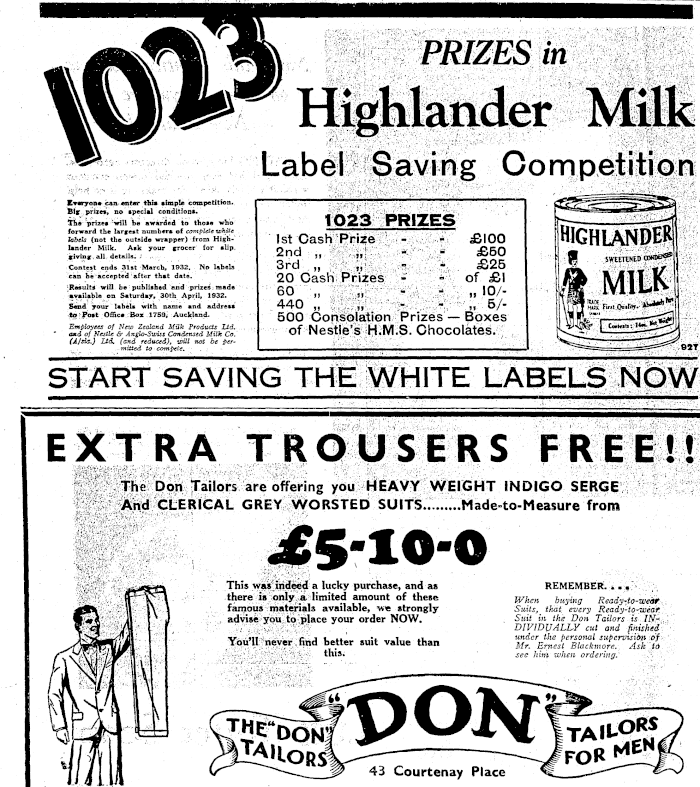 1023
PRIZES in
Highlander Milk
Label Saving Competition
Everyone can enter this simple competition.
Big prizes, no special conditions.
The prizes will be awarded to those who
forward the largest numbers of complete white
labels (not the outside wrapper) from High-
lander Milk. Ask your grocer for slip
giving all details.
Contest ends 31st March, 1932. No labels
can be accepted after that date.
Results will be published and prizes made
available on Saturday, 30th April, 1932.
Send your labels with name and address
to Post Office Box 1759, Auckland.
Employees of New Zealand Milk Products Ltd.
and of Nestle & Anglo-Swiss Condensed Milk Co.
(A/sia.) Ltd. (and reduced), will not be per-
mitted to compete.
1023 PRIZES
1st Cash Prize - - £100
2nd „ „ - - £50
3rd „ „ - - £25
20 Cash Prizes - - of £1
60 „ „ - - „ 10/-
440 „ „ - - „ 5/-
500 Consolation Prizes — Boxes
of Nestle's H.M.S. Chocolates.
HIGHLANDER
SWEETENED CONDENSED
MILK
TRADE
MARK
First Quality. Absolutely Pure
Contents: 14oz. Net Weight
92T
START SAVING THE WHITE LABELS NOW
EXTRA TROUSERS FREE!!
The Don Tailors are offering you HEAVY WEIGHT INDIGO SERGE
And CLERICAL GREY WORSTED SUITS.........Made-to-Measure from
£5-10-0
This was indeed a lucky purchase, and as
there is only a limited amount of these
famous materials available, we strongly
advise you to place your order NOW.
You'll never find better suit value than
this.
REMEMBER....
When buying Ready-to-wear
Suits, that every Ready-to-wear
Suit in the Don Tailors is IN-
DIVIDUALLY cut and finished
under the personal supervision of
Mr. Ernest Blackmore. Ask to
see him when ordering.
THE "DON"
TAILORS
"DON"
TAILORS
FOR MEN
43 Courtenay Place